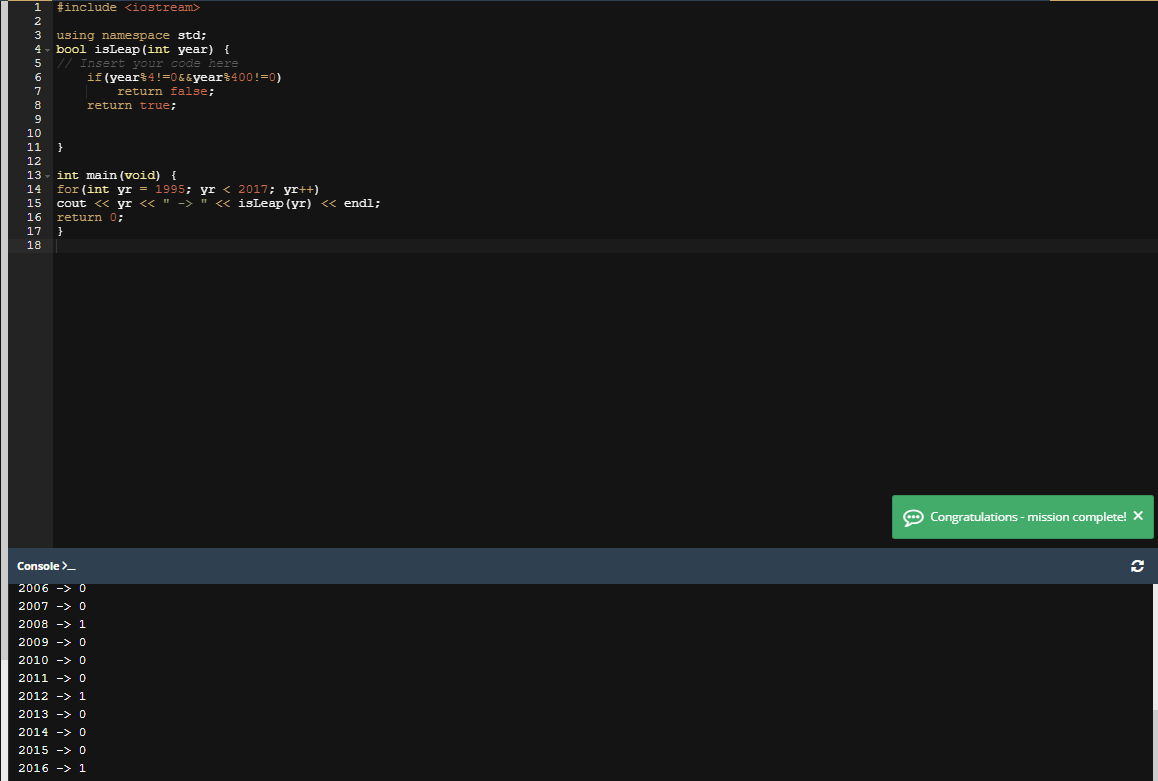 1 #include <iostream>
2
3 using namespace std;
4 bool isLeap(int year) {
5 // Insert your code here
6     if(year%4!=0&&year%400!=0)
7         return false;
8     return true;
9
10
11 }
12
13 int main(void) {
14 for(int yr = 1995; yr < 2017; yr++)
15 cout << yr << " -> " << isLeap(yr) << endl;
16 return 0;
17 }
18
Congratulations - mission complete! ×
Console >_
2006 -> 0
2007 -> 0
2008 -> 1
2009 -> 0
2010 -> 0
2011 -> 0
2012 -> 1
2013 -> 0
2014 -> 0
2015 -> 0
2016 -> 1